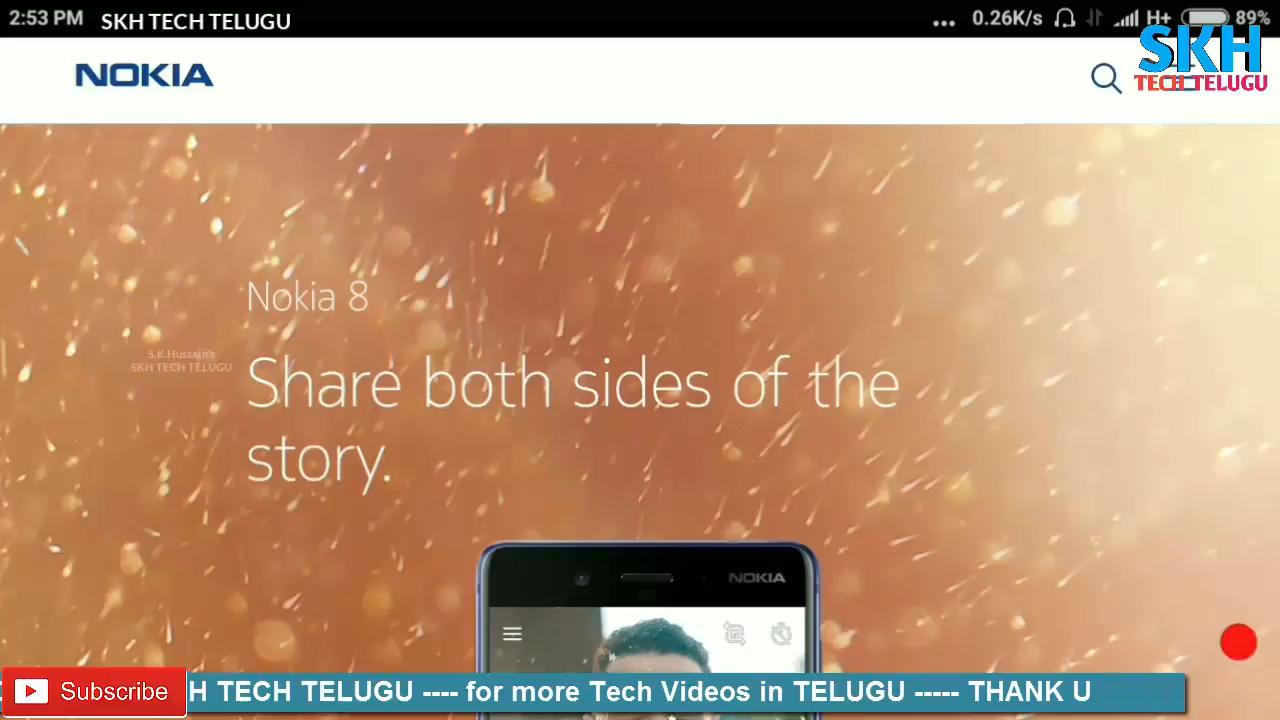 2:53 PM SKH TECH TELUGU ... 0.26K/s H+ 89%
SKH
TECH TELUGU
NOKIA
Nokia 8
S.K.Hussain's
SKH TECH TELUGU
Share both sides of the
story.
NOKIA
Subscribe H TECH TELUGU ---- for more Tech Videos in TELUGU ----- THANK U